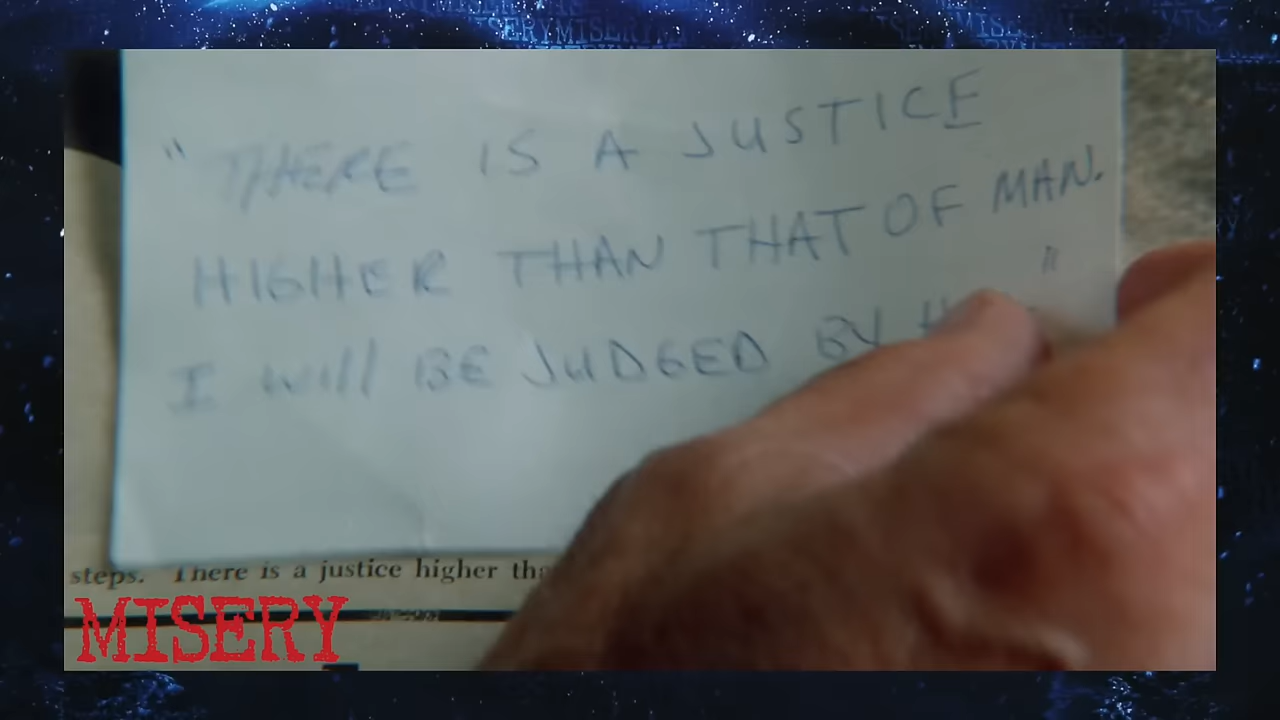 "THERE IS A JUSTICE
HIGHER THAN THAT OF MAN.
I Will BE JUDGED BY "
steps. There is a justice higher
MISERY